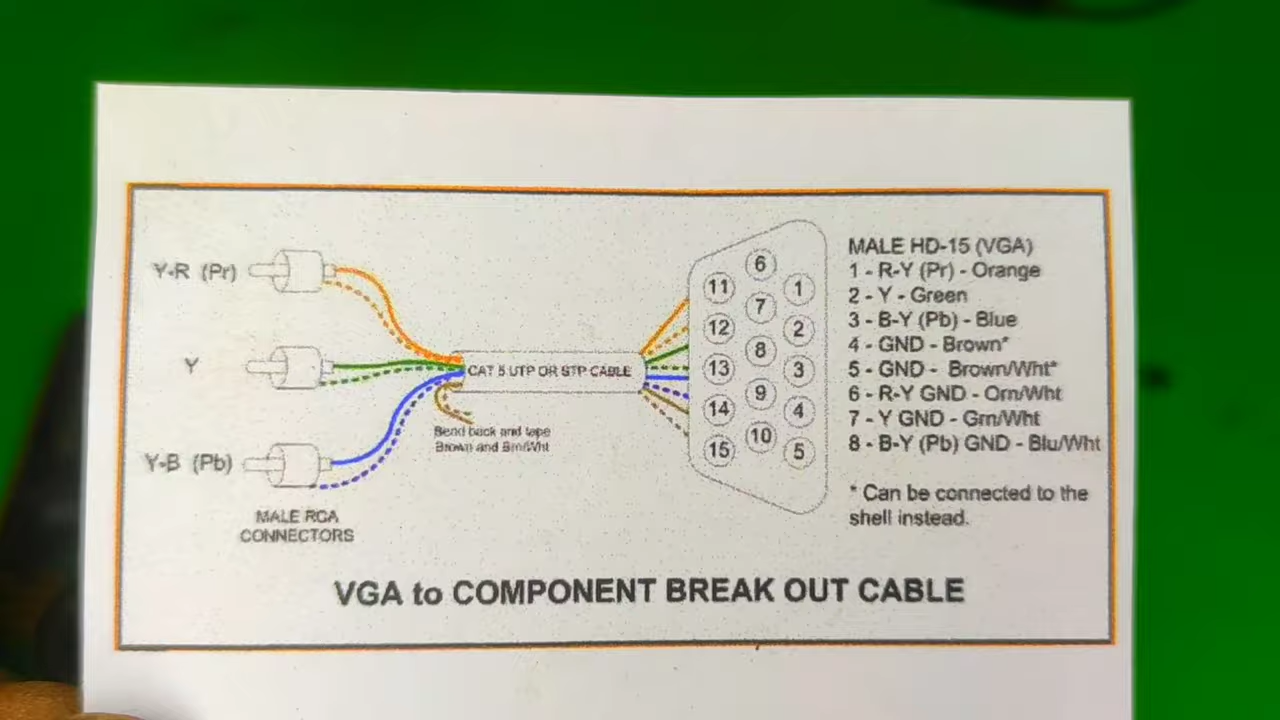 Y-R (Pr)
Y
Y-B (Pb)
MALE RCA
CONNECTORS
CAT 5 UTP OR STP CABLE
Bend back and tape
Brown and Brn/Wht
11
12
13
14
15
6
7
8
9
10
1
2
3
4
5
MALE HD-15 (VGA)
1 - R-Y (Pr) - Orange
2 - Y - Green
3 - B-Y (Pb) - Blue
4 - GND - Brown*
5 - GND - Brown/Wht*
6 - R-Y GND - Orn/Wht
7 - Y GND - Grn/Wht
8 - B-Y (Pb) GND - Blu/Wht
* Can be connected to the
shell instead.
VGA to COMPONENT BREAK OUT CABLE